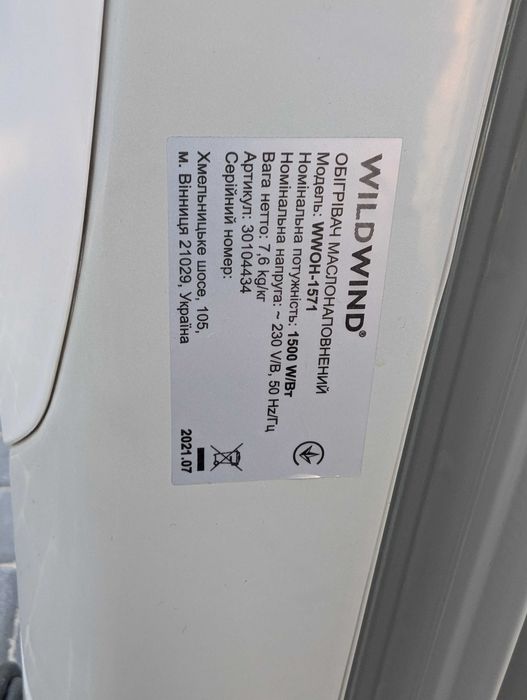 WILDWIND®
ОБІГРІВАЧ МАСЛОНАПОВНЕНИЙ
Модель: WWOH-1571
Номінальна потужність: 1500 W/Вт
Номінальна напруга: ~ 230 V/В, 50 Hz/Гц
Вага нетто: 7,6 kg/кг
Артикул: 30104434
Серійний номер:
Хмельницьке шосе, 105,
м. Вінниця 21029, Україна
2021.07